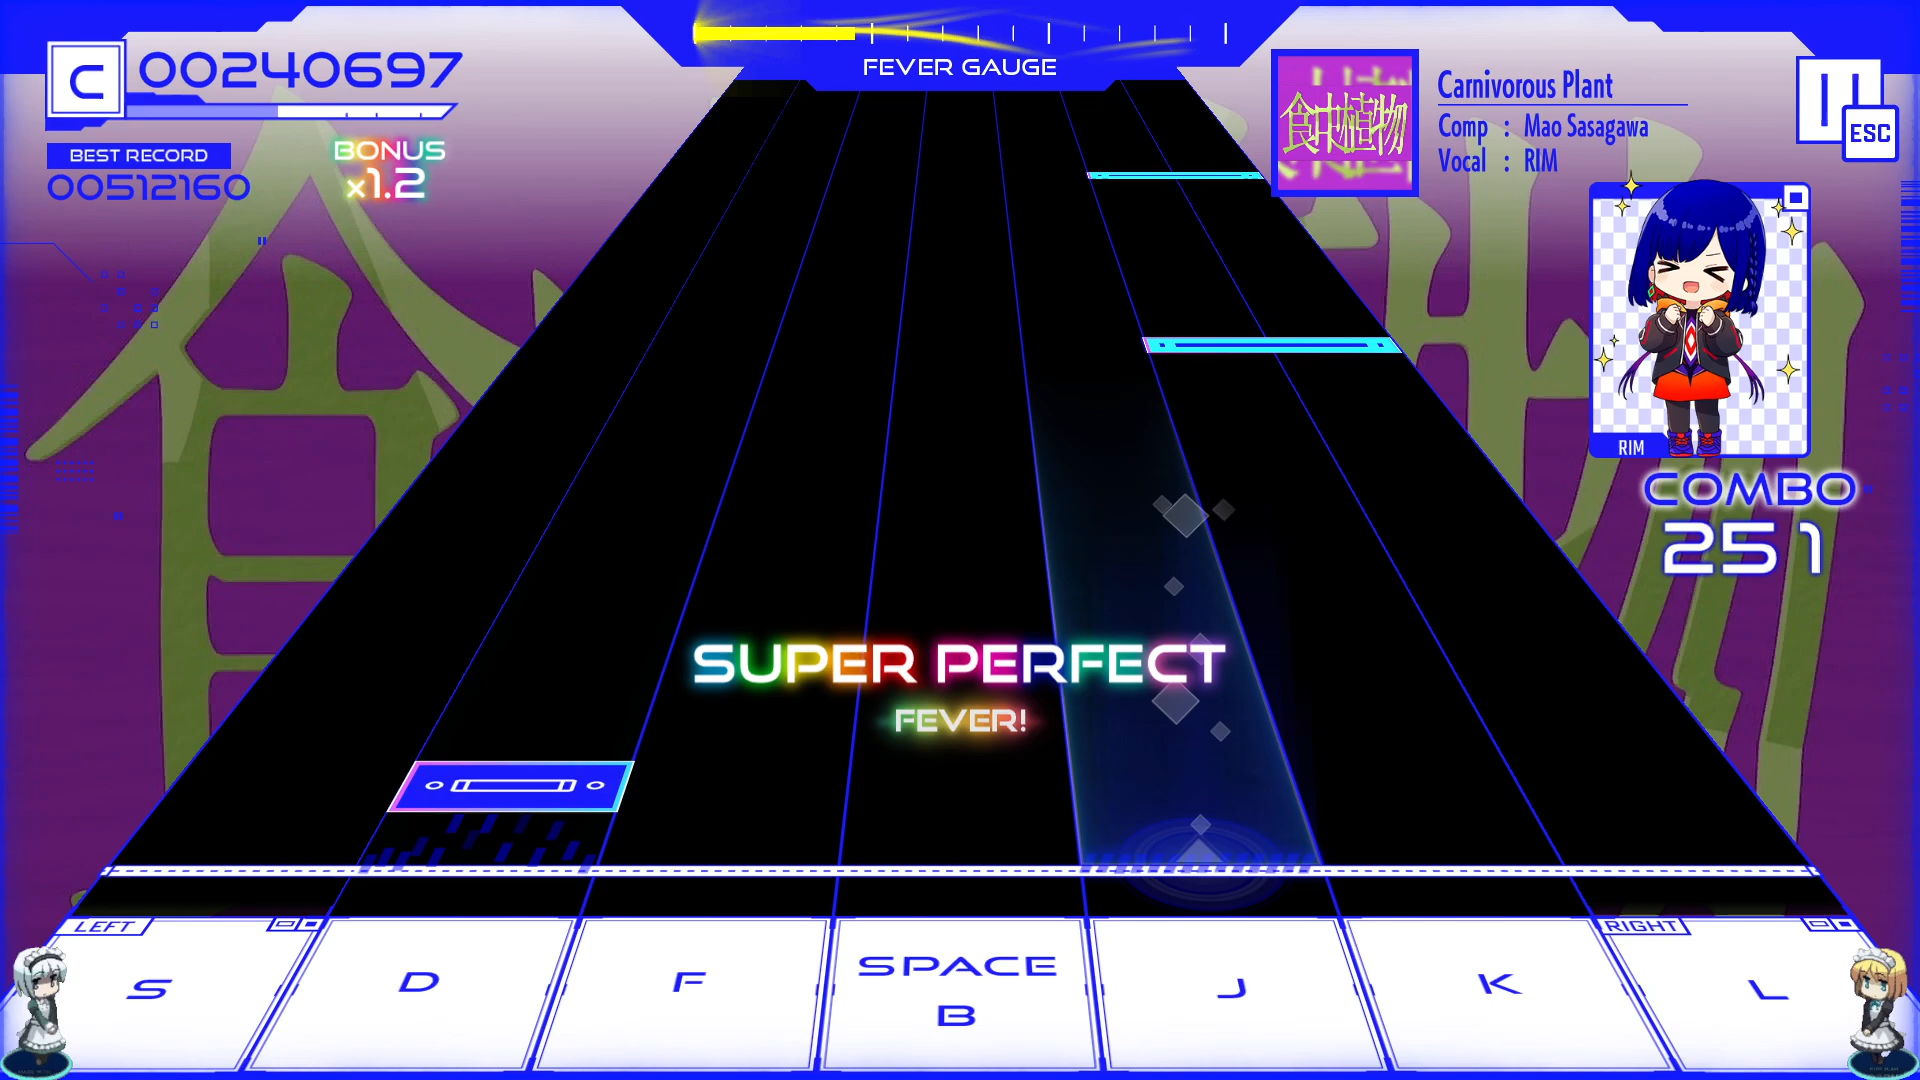 C
00240697
BEST RECORD
00512160
BONUS
x1.2
FEVER GAUGE
食虫植物
Carnivorous Plant
Comp : Mao Sasagawa
Vocal : RIM
ESC
RIM
COMBO
251
SUPER PERFECT
FEVER!
LEFT
RIGHT
S
D
F
SPACE
B
J
K
L